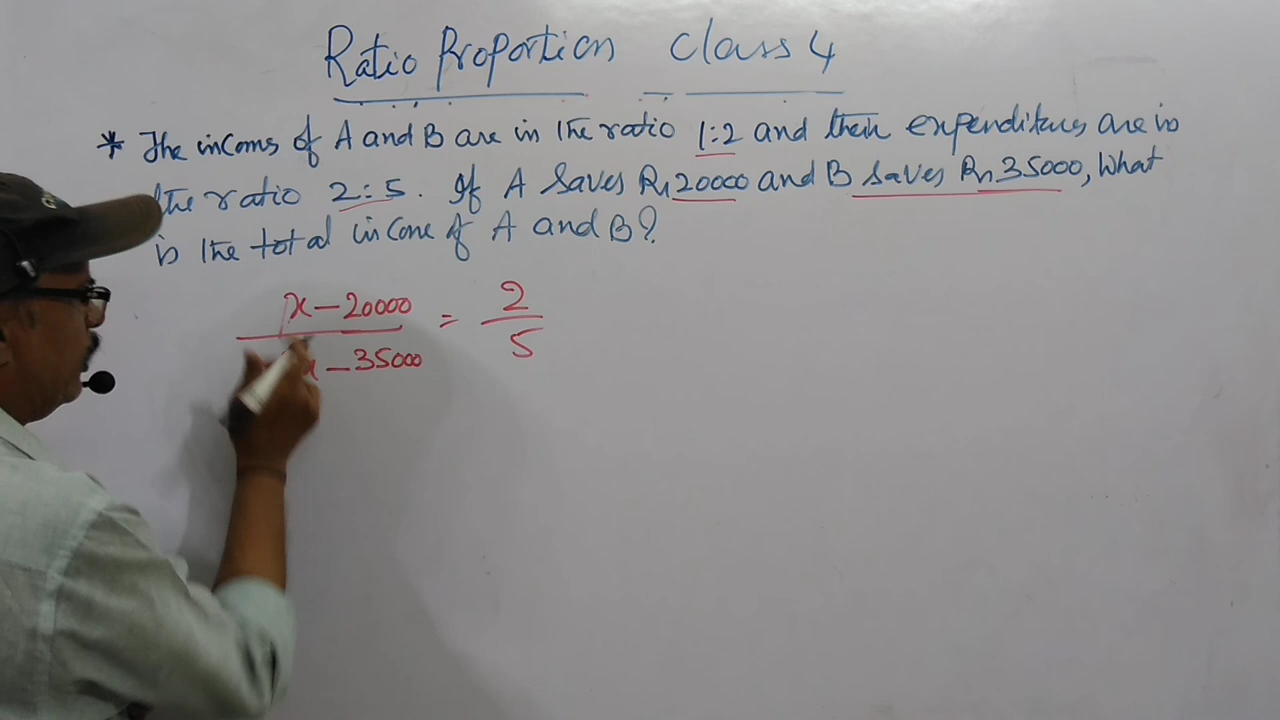 Ratio Proportion Class 4
* The incoms of A and B are in the ratio 1:2 and their expenditures are in
the ratio 2:5. If A saves Rs.20000 and B saves Rs.35000, What
is the total income of A and B?
x-20000 = 2
x-35000 5